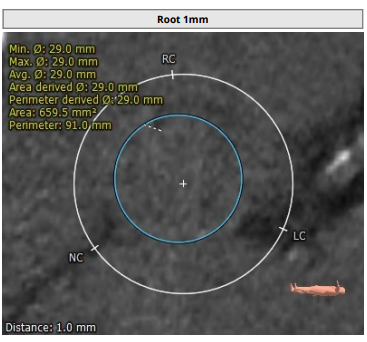 Root 1mm
Min. Ø: 29.0 mm
Max. Ø: 29.0 mm
Avg. Ø: 29.0 mm
Area derived Ø: 29.0 mm
Perimeter derived Ø: 29.0 mm
Area: 659.5 mm²
Perimeter: 91.0 mm
RC
LC
NC
Distance: 1.0 mm